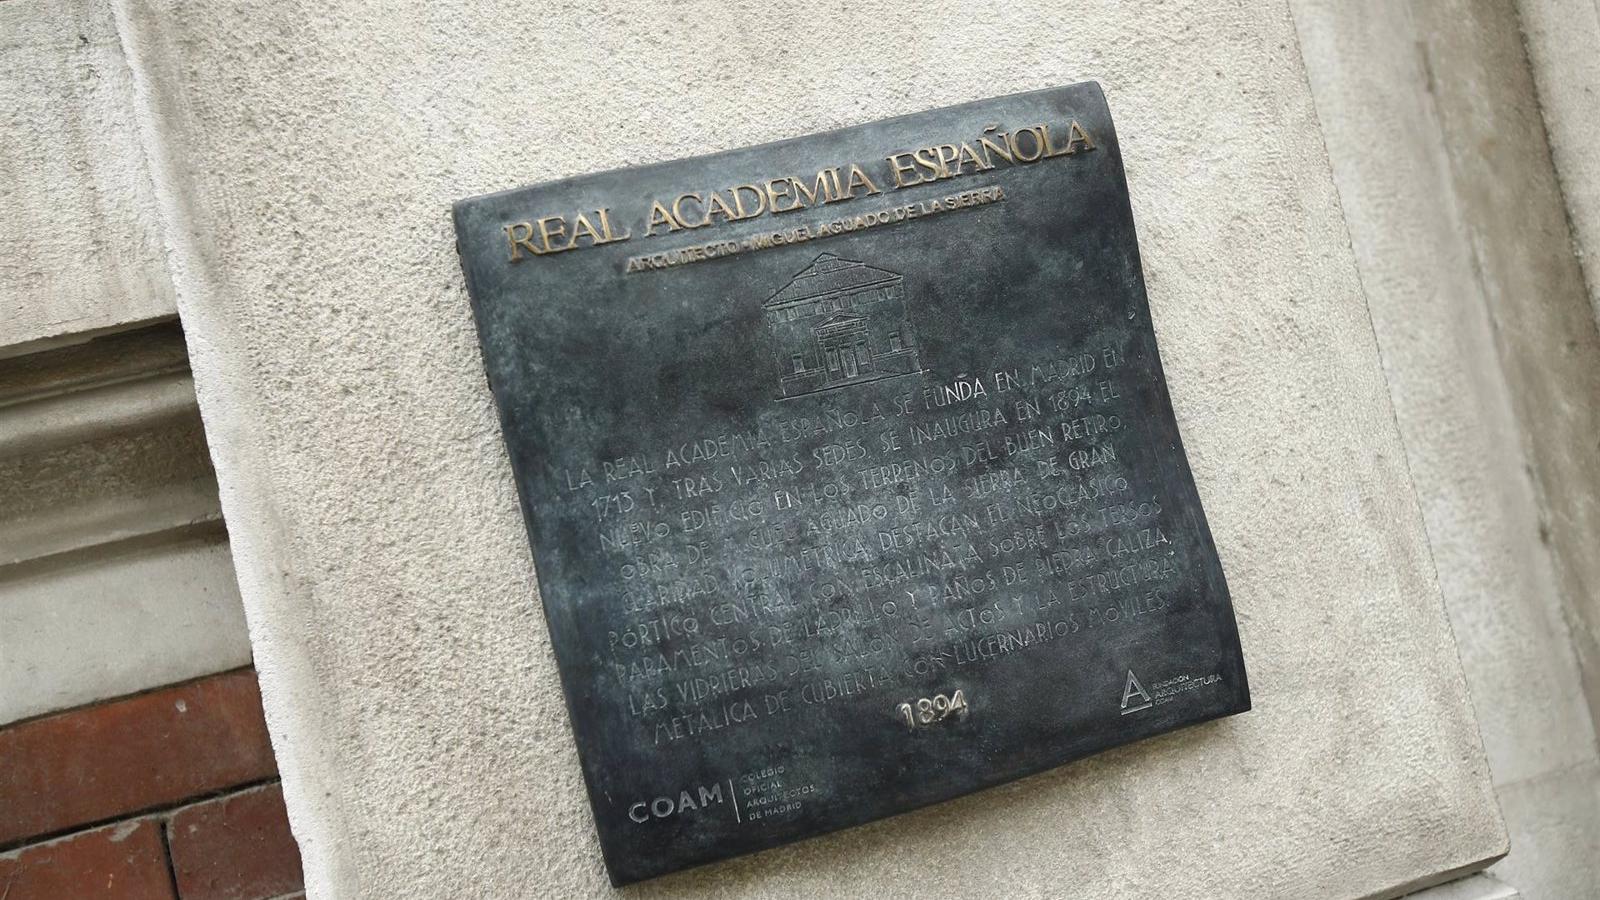 REAL ACADEMIA ESPAÑOLA
ARQUITECTO - MIGUEL AGUADO DE LA SIERRA
LA REAL ACADEMIA ESPAÑOLA SE FUNDA EN MADRID EN
1713 Y, TRAS VARIAS SEDES, SE INAUGURA EN 1894 EL
NUEVO EDIFICIO EN LOS TERRENOS DEL BUEN RETIRO,
OBRA DE MIGUEL AGUADO DE LA SIERRA. DE GRAN
CLARIDAD VOLUMÉTRICA, DESTACAN EL NEOCLÁSICO
PÓRTICO CENTRAL CON ESCALINATA SOBRE LOS TERSOS
PARAMENTOS DE LADRILLO Y PAÑOS DE PIEDRA CALIZA,
LAS VIDRIERAS DEL SALÓN DE ACTOS Y LA ESTRUCTURA
METÁLICA DE CUBIERTA CON LUCERNARIOS MÓVILES.
1894
FUNDACIÓN
ARQUITECTURA
COAM
COAM
COLEGIO
OFICIAL
ARQUITECTOS
DE MADRID